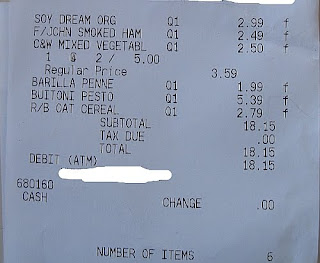 SOY DREAM ORG Q1 2.99 f
F/JOHN SMOKED HAM Q1 2.49 f
C&W MIXED VEGETABL Q1 2.50 f
1 @ 2/ 5.00
Regular Price 3.59
BARILLA PENNE Q1 1.99 f
BUITONI PESTO Q1 5.39 f
R/B CAT CEREAL Q1 2.79 f
SUBTOTAL 18.15
TAX DUE .00
TOTAL 18.15
DEBIT (ATM) 18.15
680160
CASH CHANGE .00
NUMBER OF ITEMS 6